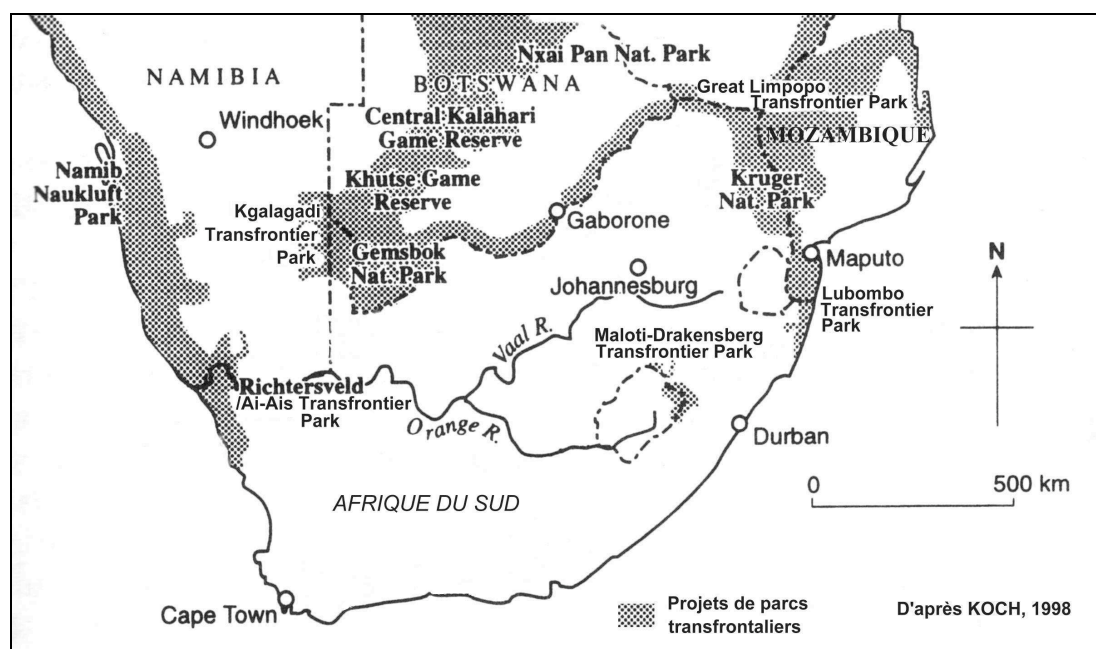 Nxai Pan Nat. Park
NAMIBIA
BOTSWANA
Great Limpopo
Transfrontier Park
Windhoek
Central Kalahari
Game Reserve
MOZAMBIQUE
Namib
Naukluft
Park
Khutse Game
Reserve
Kruger
Nat. Park
Kgalagadi
Transfrontier
Park
Gaborone
Gemsbok
Nat. Park
N
Maputo
Johannesburg
Lubombo
Transfrontier
Park
Vaal R.
Maloti-Drakensberg
Transfrontier Park
Richtersveld
/Ai-Ais Transfrontier
Park
Orange R.
Durban
0 500 km
AFRIQUE DU SUD
Cape Town
Projets de parcs
transfrontaliers
D'après KOCH, 1998